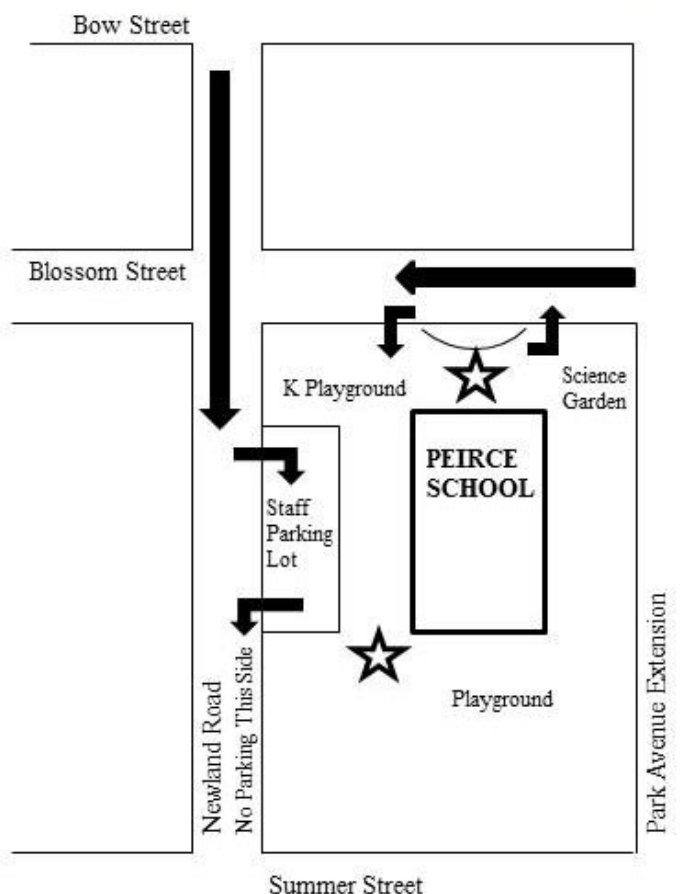 Bow Street
Blossom Street
K Playground
Science
Garden
PEIRCE
SCHOOL
Staff
Parking
Lot
Newland Road
No Parking This Side
Playground
Park Avenue Extension
Summer Street